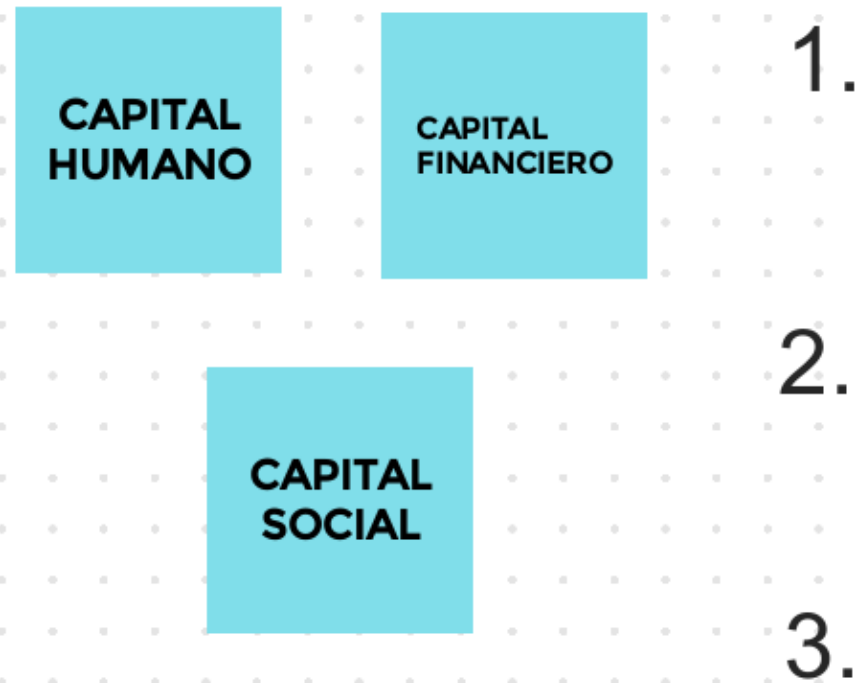 CAPITAL
HUMANO
CAPITAL
FINANCIERO
CAPITAL
SOCIAL
1.
2.
3.